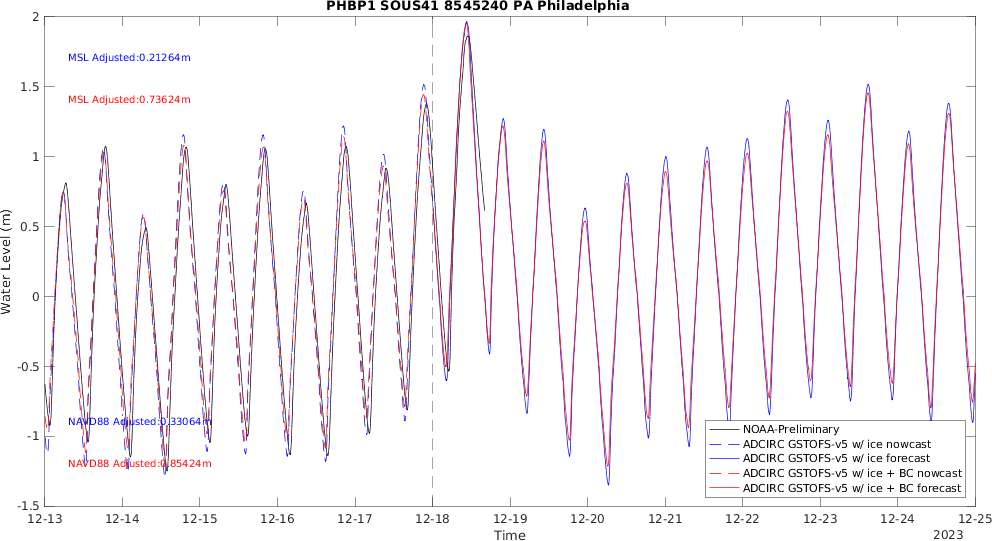 PHBP1 SOUS41 8545240 PA Philadelphia
2
1.5
1
0.5
0
-0.5
-1
-1.5
Water Level (m)
MSL Adjusted:0.21264m
MSL Adjusted:0.73624m
NAVD88 Adjusted:0.33064m
NAVD88 Adjusted:0.85424m
NOAA-Preliminary
ADCIRC GSTOFS-v5 w/ ice nowcast
ADCIRC GSTOFS-v5 w/ ice forecast
ADCIRC GSTOFS-v5 w/ ice + BC nowcast
ADCIRC GSTOFS-v5 w/ ice + BC forecast
12-13 12-14 12-15 12-16 12-17 12-18 12-19 12-20 12-21 12-22 12-23 12-24 12-25
Time
2023